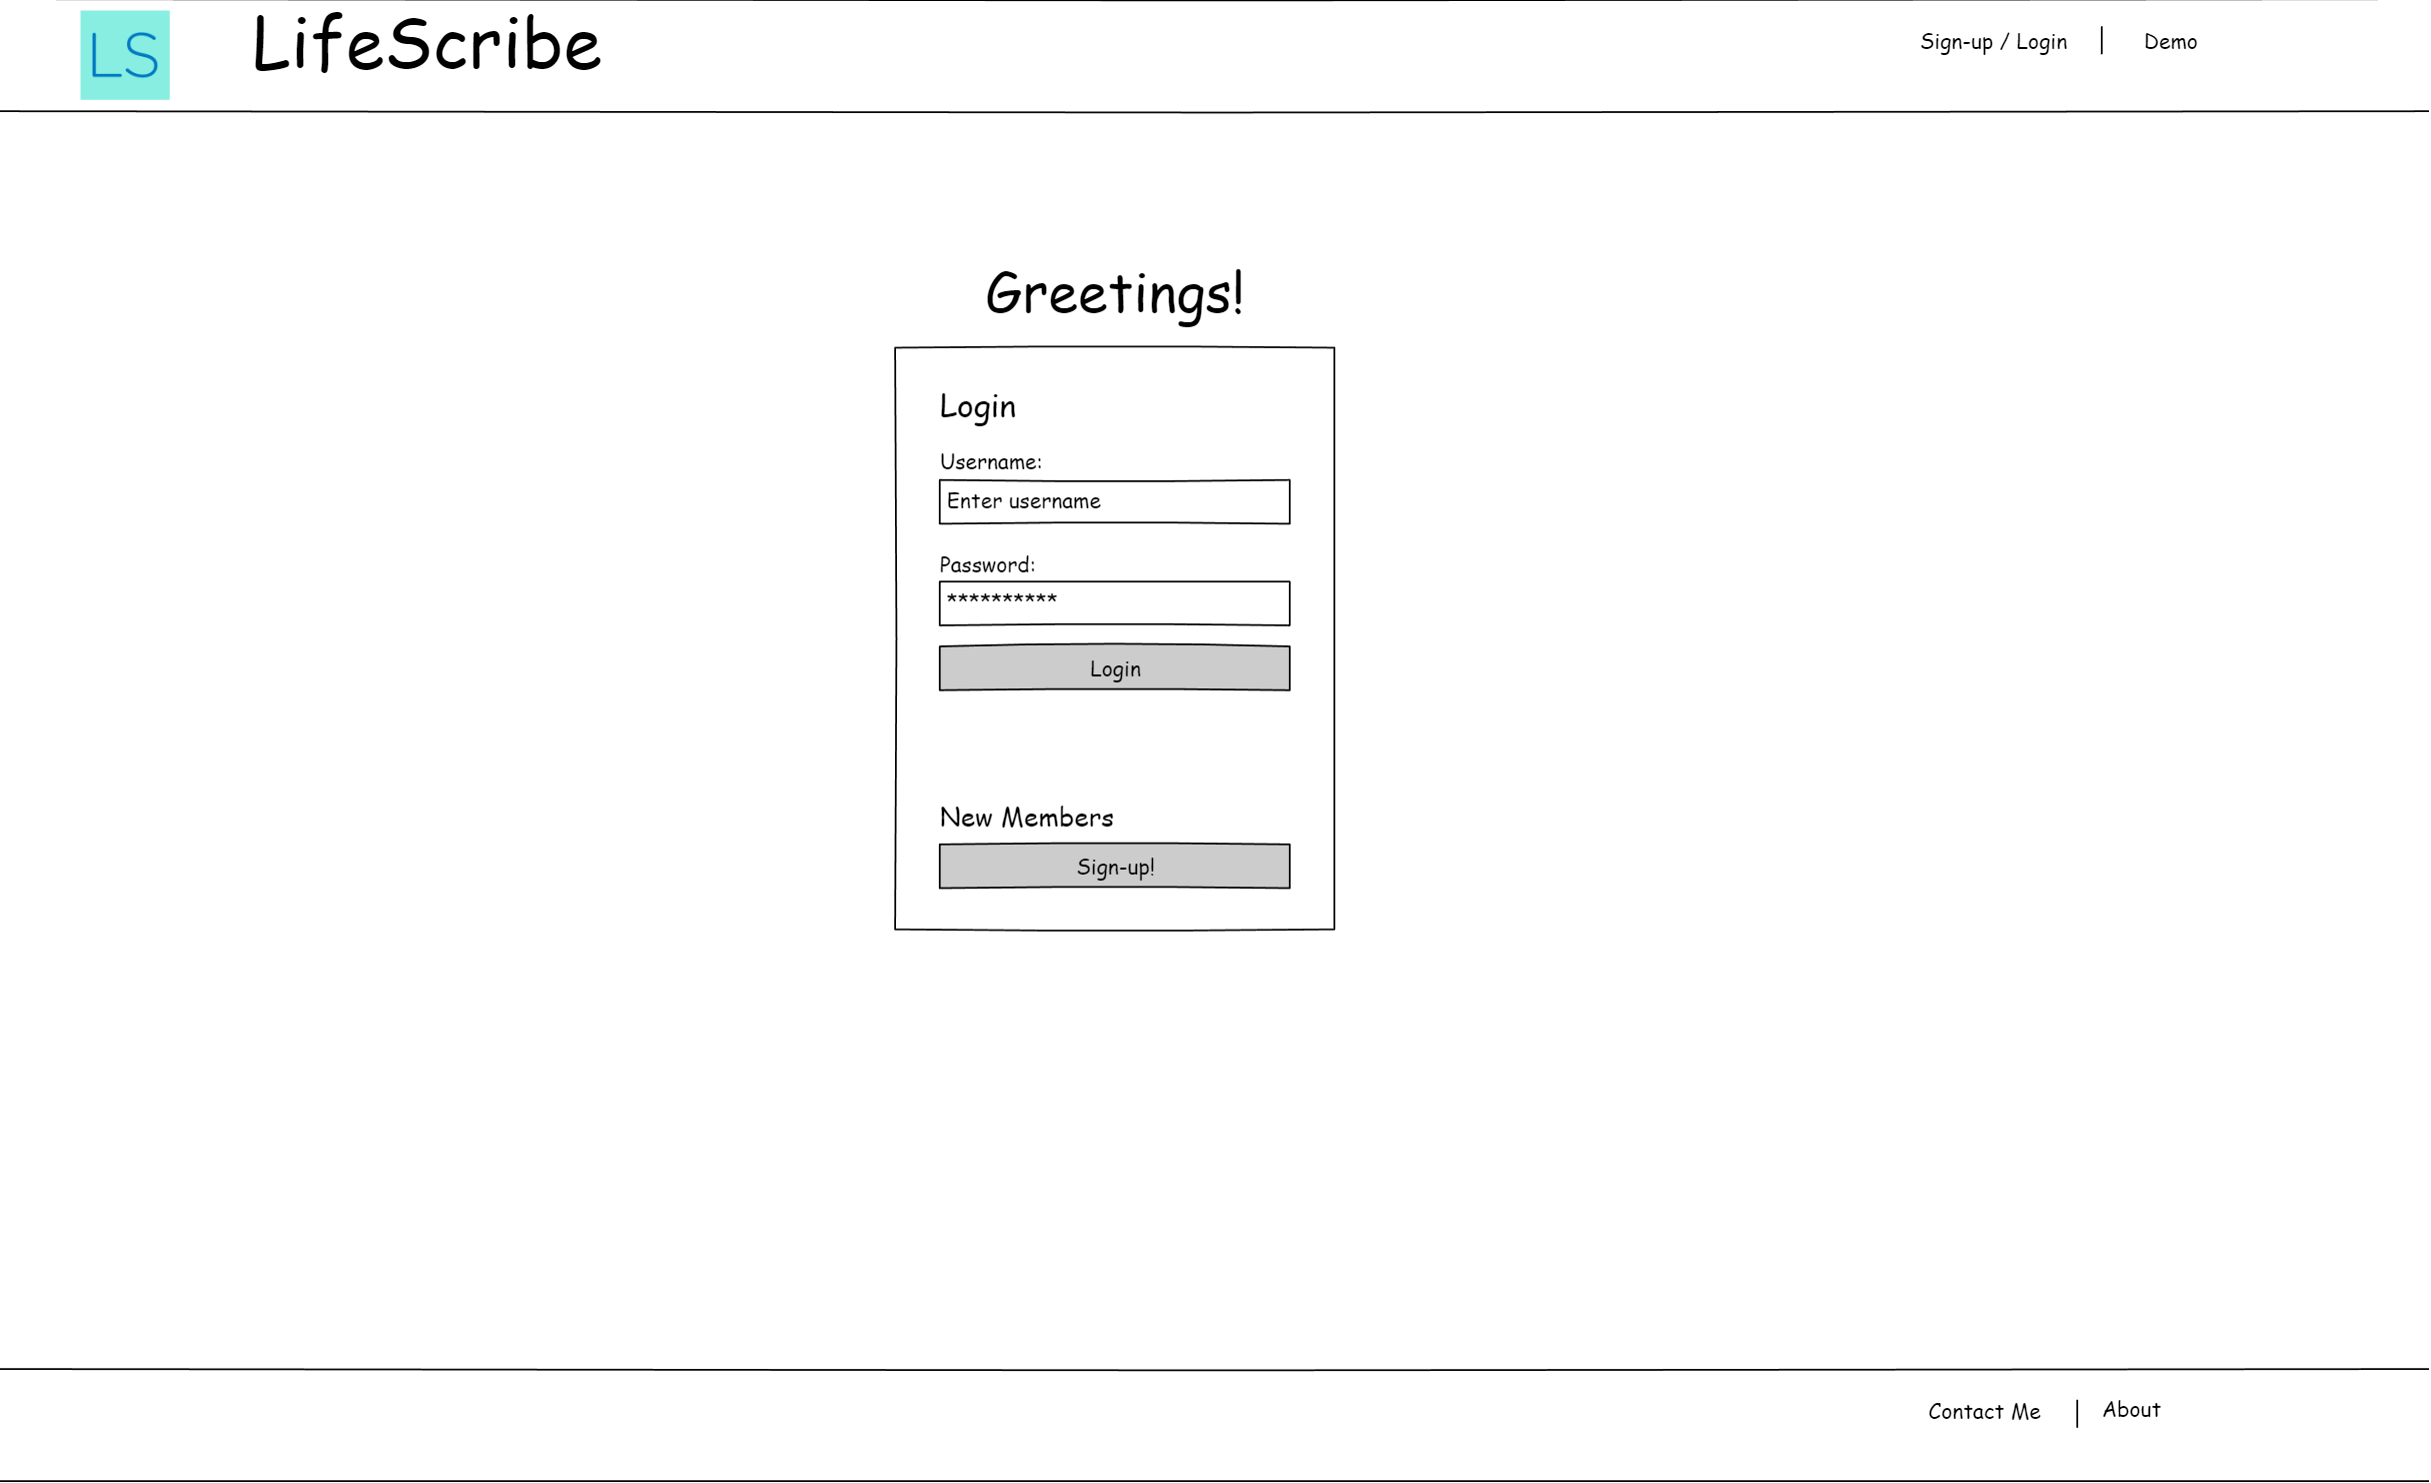 LS
LifeScribe
Sign-up / Login
Demo
Greetings!
Login
Username:
Enter username
Password:
**********
Login
New Members
Sign-up!
Contact Me
About